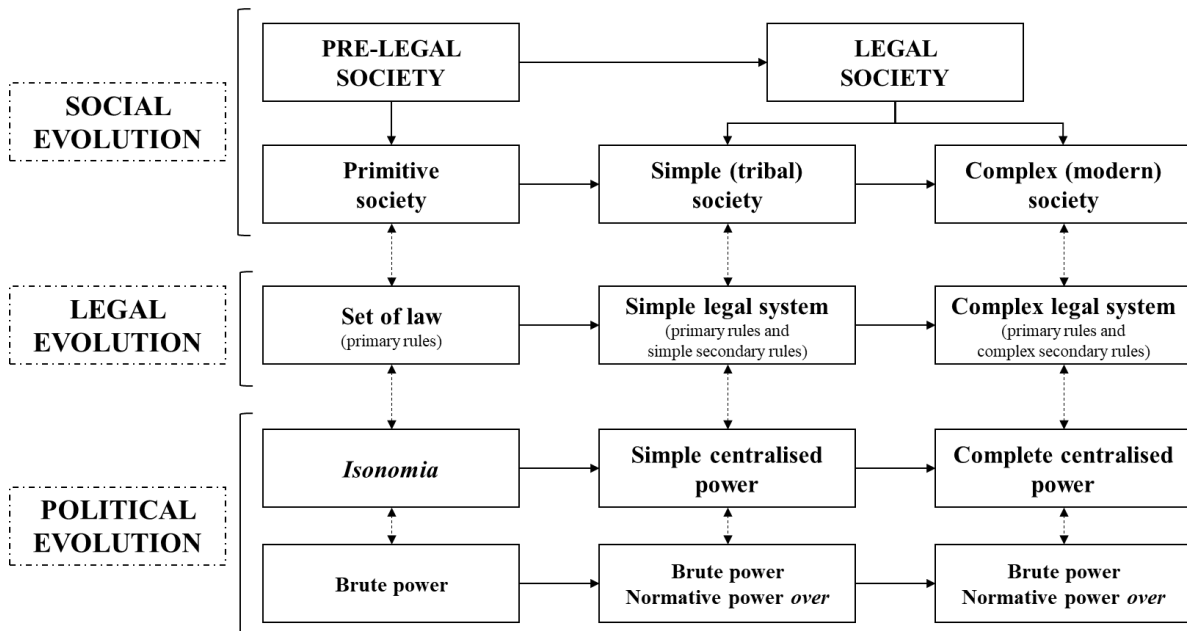 PRE-LEGAL
SOCIETY
LEGAL
SOCIETY
SOCIAL
EVOLUTION
Primitive
society
Simple (tribal)
society
Complex (modern)
society
LEGAL
EVOLUTION
Set of law
(primary rules)
Simple legal system
(primary rules and
simple secondary rules)
Complex legal system
(primary rules and
complex secondary rules)
POLITICAL
EVOLUTION
Isonomia
Simple centralised
power
Complete centralised
power
Brute power
Brute power
Normative power over
Brute power
Normative power over